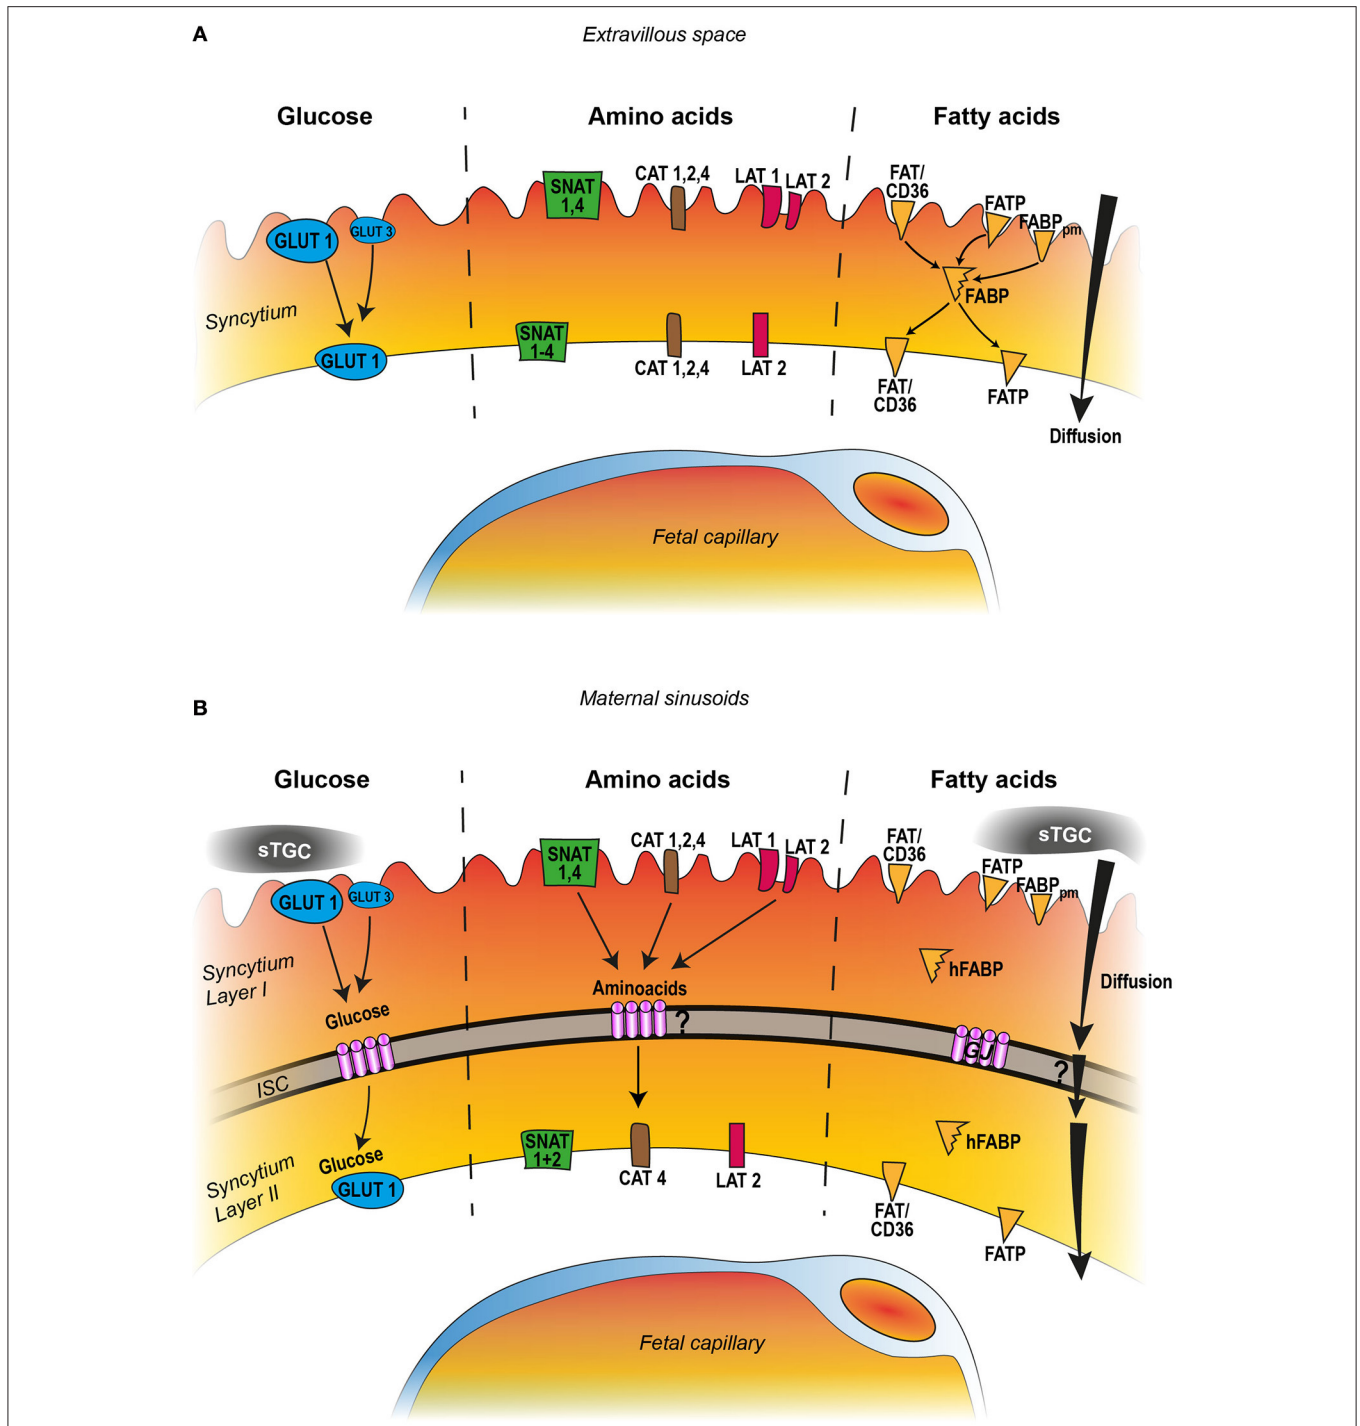 A
Extravillous space
Glucose
Amino acids
Fatty acids
GLUT 1
GLUT 3
SNAT
1,4
CAT 1,2,4
LAT 1
LAT 2
FAT/
CD36
FATP
FABP pm
Syncytium
FABP
GLUT 1
SNAT
1-4
CAT 1,2,4
LAT 2
FAT/
CD36
FATP
Diffusion
Fetal capillary
B
Maternal sinusoids
Glucose
Amino acids
Fatty acids
sTGC
sTGC
GLUT 1
GLUT 3
SNAT
1,4
CAT 1,2,4
LAT 1
LAT 2
FAT/
CD36
FATP
FABP pm
Syncytium
Layer I
Glucose
Aminoacids
hFABP
Diffusion
ISC
?
GJ
?
Syncytium
Layer II
Glucose
GLUT 1
SNAT
1+2
CAT 4
LAT 2
hFABP
FAT/
CD36
FATP
Fetal capillary